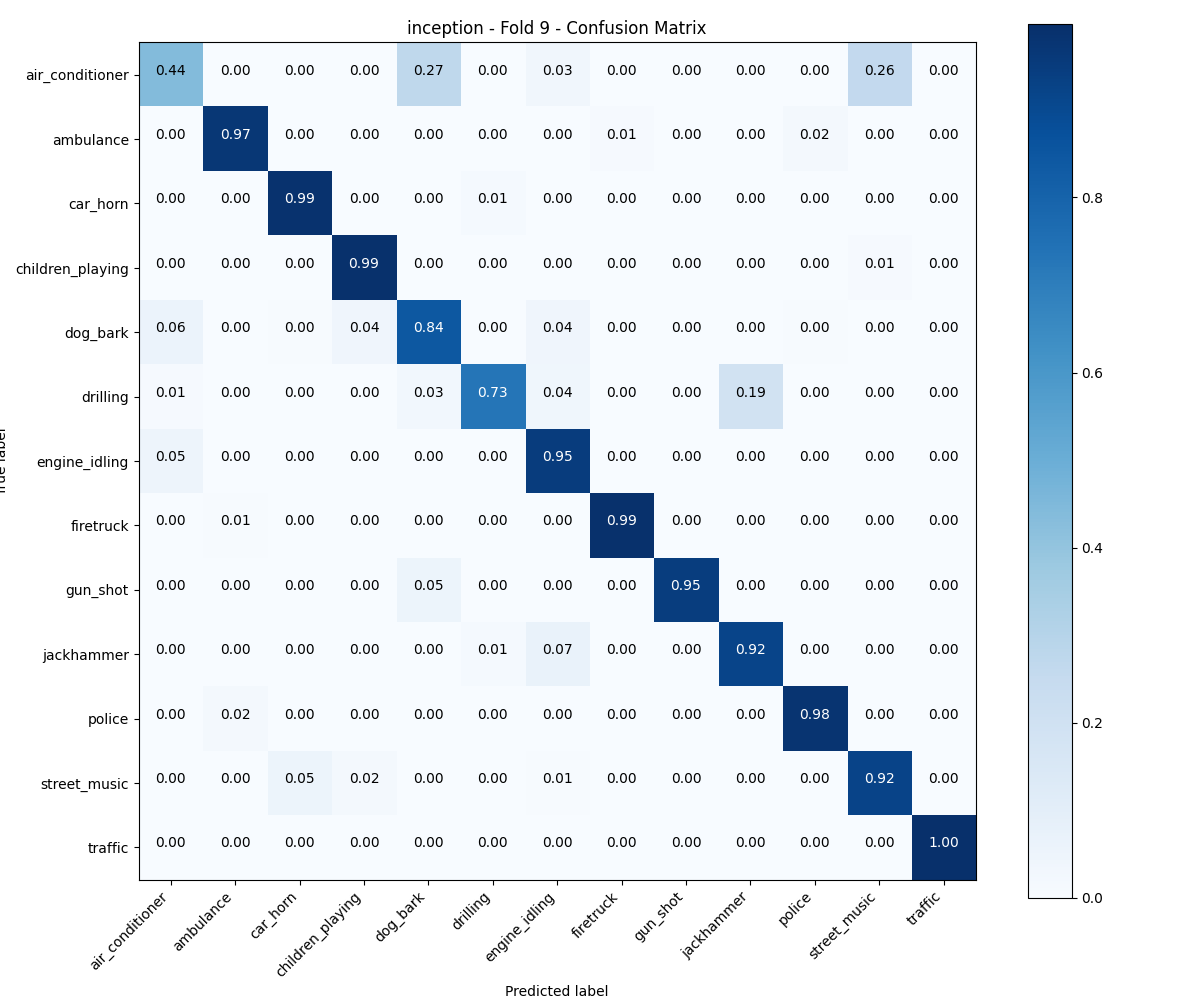 inception - Fold 9 - Confusion Matrix
air_conditioner 0.44 0.00 0.00 0.00 0.27 0.00 0.03 0.00 0.00 0.00 0.00 0.26 0.00
ambulance 0.00 0.97 0.00 0.00 0.00 0.00 0.00 0.01 0.00 0.00 0.02 0.00 0.00
car_horn 0.00 0.00 0.99 0.00 0.00 0.01 0.00 0.00 0.00 0.00 0.00 0.00 0.00
children_playing 0.00 0.00 0.00 0.99 0.00 0.00 0.00 0.00 0.00 0.00 0.00 0.01 0.00
dog_bark 0.06 0.00 0.00 0.04 0.84 0.00 0.04 0.00 0.00 0.00 0.00 0.00 0.00
drilling 0.01 0.00 0.00 0.00 0.03 0.73 0.04 0.00 0.00 0.19 0.00 0.00 0.00
engine_idling 0.05 0.00 0.00 0.00 0.00 0.00 0.95 0.00 0.00 0.00 0.00 0.00 0.00
firetruck 0.00 0.01 0.00 0.00 0.00 0.00 0.00 0.99 0.00 0.00 0.00 0.00 0.00
gun_shot 0.00 0.00 0.00 0.00 0.05 0.00 0.00 0.00 0.95 0.00 0.00 0.00 0.00
jackhammer 0.00 0.00 0.00 0.00 0.00 0.01 0.07 0.00 0.00 0.92 0.00 0.00 0.00
police 0.00 0.02 0.00 0.00 0.00 0.00 0.00 0.00 0.00 0.00 0.98 0.00 0.00
street_music 0.00 0.00 0.05 0.02 0.00 0.00 0.01 0.00 0.00 0.00 0.00 0.92 0.00
traffic 0.00 0.00 0.00 0.00 0.00 0.00 0.00 0.00 0.00 0.00 0.00 0.00 1.00
air_conditioner ambulance car_horn children_playing dog_bark drilling engine_idling firetruck gun_shot jackhammer police street_music traffic
Predicted label
0.8
0.6
0.4
0.2
0.0